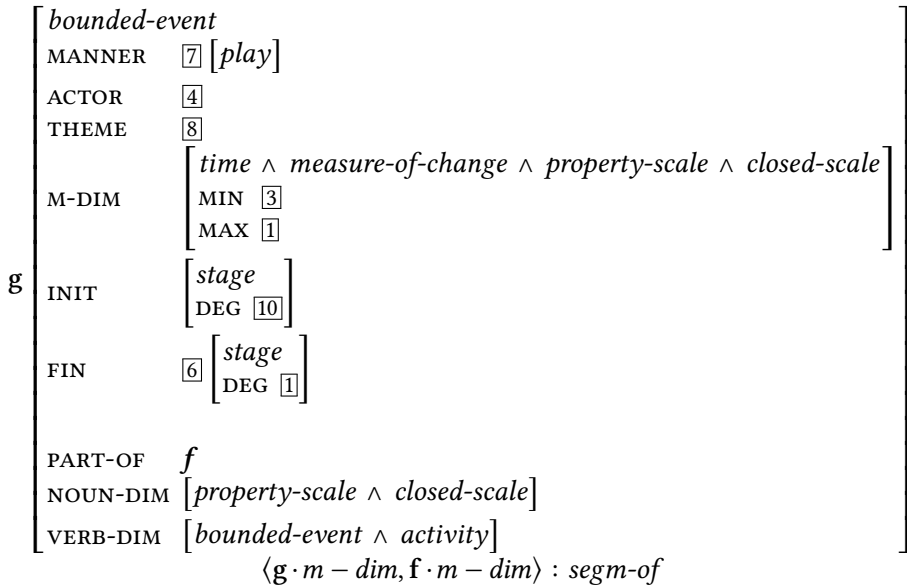 bounded-event
MANNER 7 [play]
ACTOR 4
THEME 8
time ∧ measure-of-change ∧ property-scale ∧ closed-scale
M-DIM MIN 3
MAX 1
g
INIT [stage
DEG 10]
FIN 6 [stage
DEG 1]
PART-OF f
NOUN-DIM [property-scale ∧ closed-scale]
VERB-DIM [bounded-event ∧ activity]
⟨g · m − dim, f · m − dim⟩ : segm-of